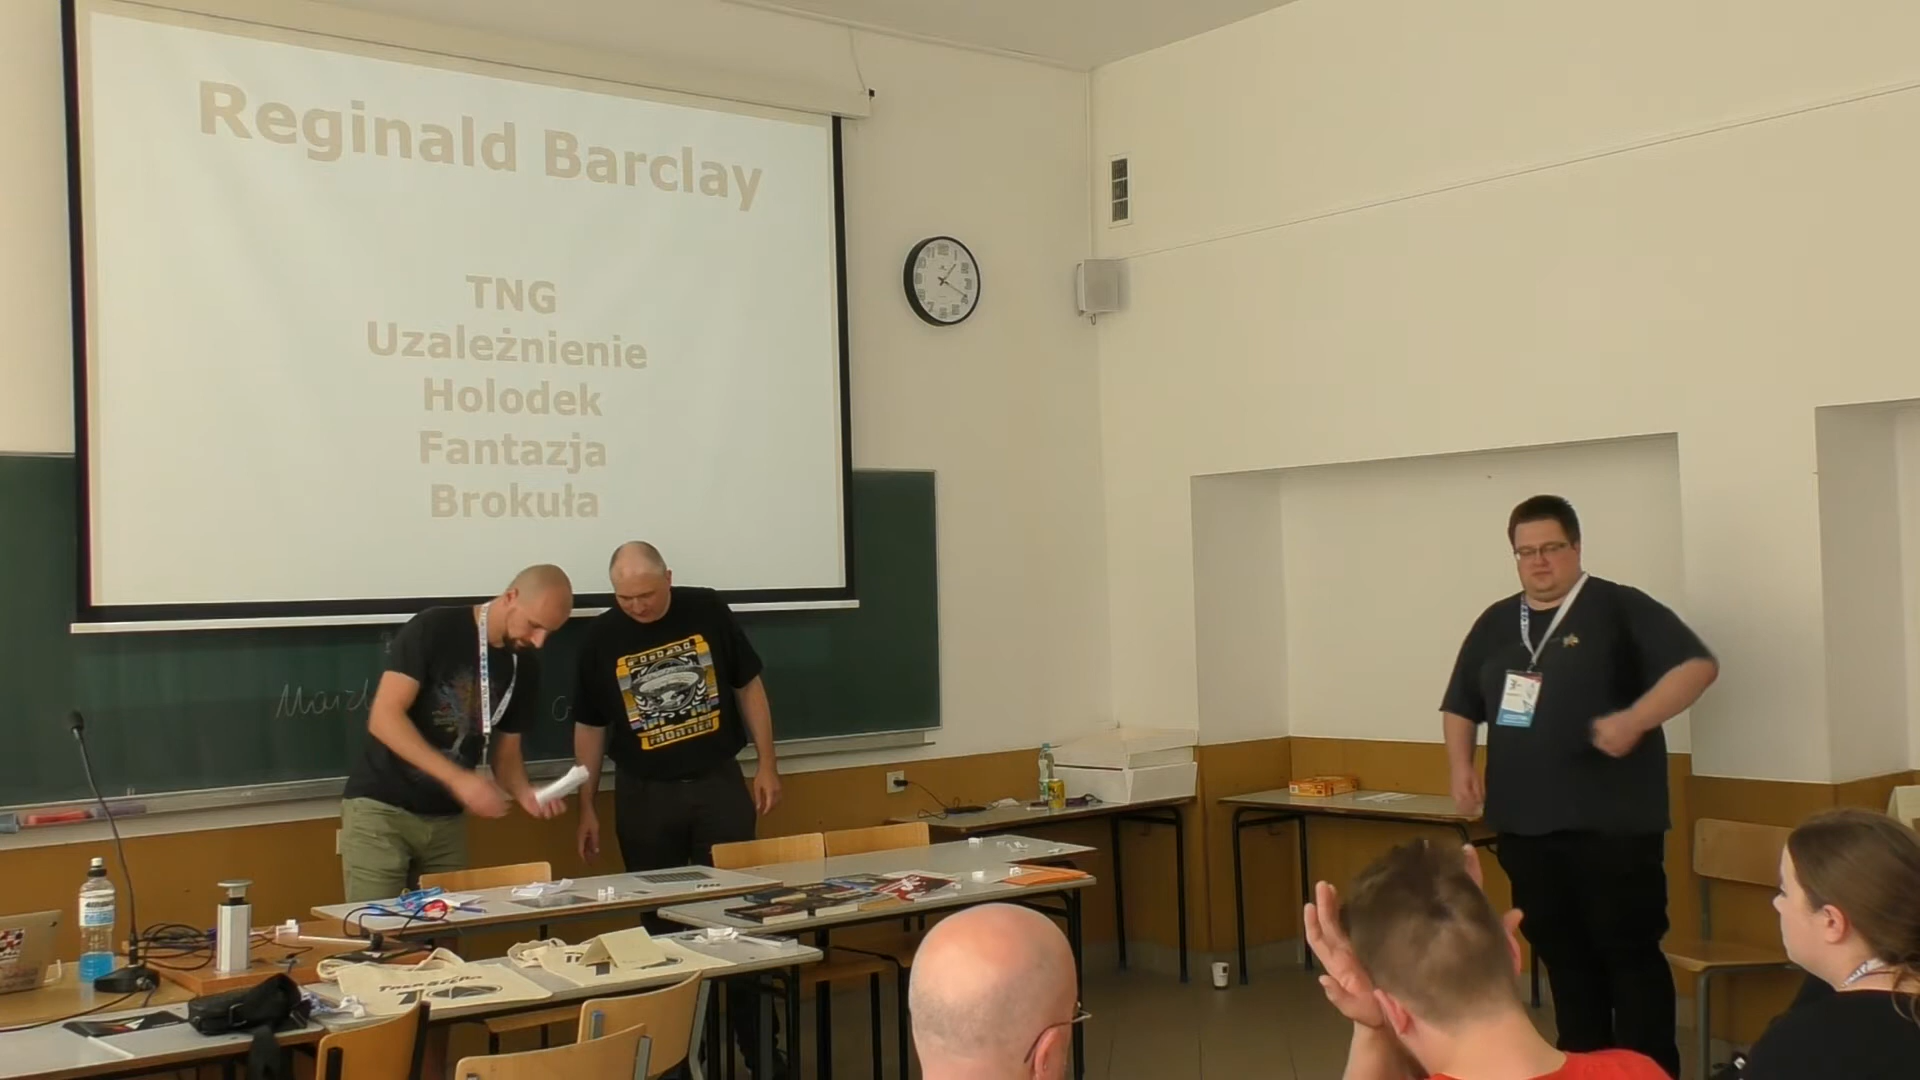 Reginald Barclay
TNG
Uzależnienie
Holodek
Fantazja
Brokuła